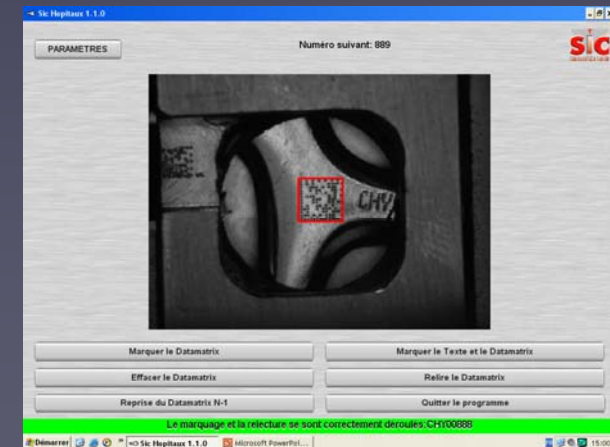 Sic Hopitaux 1.1.0
PARAMETRES
Numéro suivant: 889
sic
CHY
Marquer le Datamatrix
Marquer le Texte et le Datamatrix
Effacer le Datamatrix
Relire le Datamatrix
Reprise du Datamatrix N-1
Quitter le programme
Le marquage et la relecture se sont correctement déroulés:CHY00888
Démarrer
Sic Hopitaux 1.1.0
Microsoft PowerPoi...
15:00